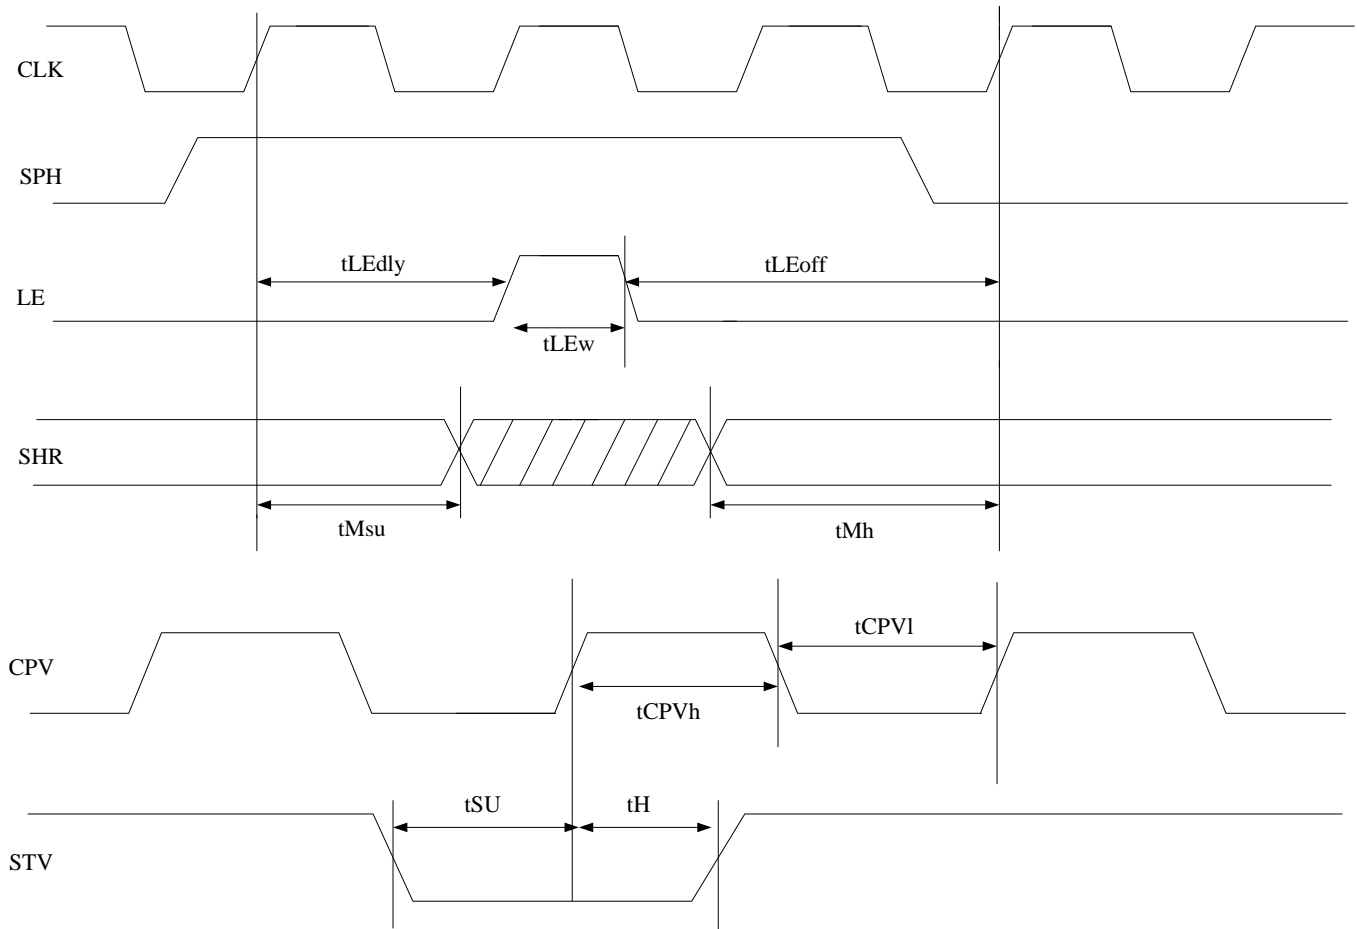 CLK
SPH
tLEdly
tLEoff
LE
tLEw
SHR
tMsu
tMh
tCPVl
CPV
tCPVh
tSU
tH
STV